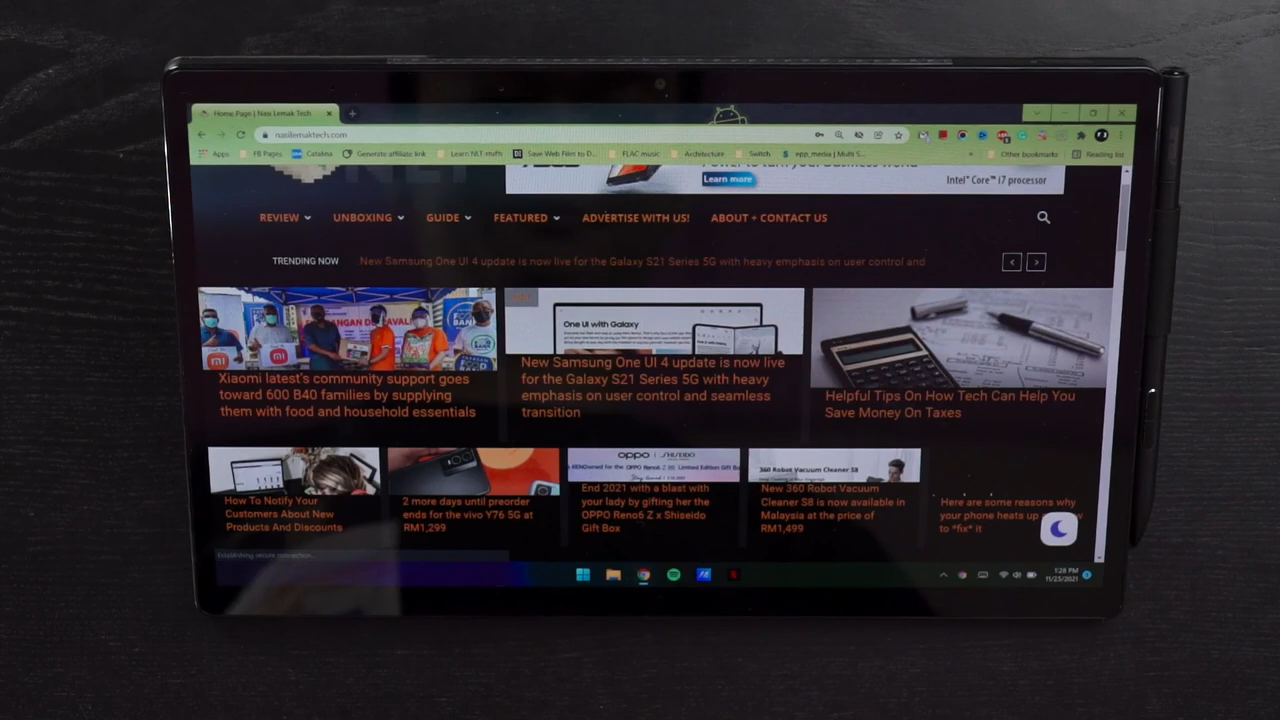 Home Page | Nasi Lemak Tech
nasilemaktech.com
Apps FB Pages Catalina Generate affiliate link Learn NLT stuffs Save Web Files to D... FLAC music Architecture Switch epp_media | Multi S... » Other bookmarks Reading list
Learn more
Intel® Core™ i7 processor
REVIEW UNBOXING GUIDE FEATURED ADVERTISE WITH US! ABOUT + CONTACT US
TRENDING NOW New Samsung One UI 4 update is now live for the Galaxy S21 Series 5G with heavy emphasis on user control and
One UI with Galaxy
Xiaomi latest's community support goes
toward 600 B40 families by supplying
them with food and household essentials
New Samsung One UI 4 update is now live
for the Galaxy S21 Series 5G with heavy
emphasis on user control and seamless
transition
Helpful Tips On How Tech Can Help You
Save Money On Taxes
How To Notify Your
Customers About New
Products And Discounts
2 more days until preorder
ends for the vivo Y76 5G at
RM1,299
oppo | SHISEIDO
End 2021 with a blast with
your lady by gifting her the
OPPO Reno6 Z x Shiseido
Gift Box
360 Robot Vacuum Cleaner S8
New 360 Robot Vacuum
Cleaner S8 is now available in
Malaysia at the price of
RM1,499
Here are some reasons why
your phone heats up
to *fix* it
Establishing secure connection...
1:28 PM
11/25/2021